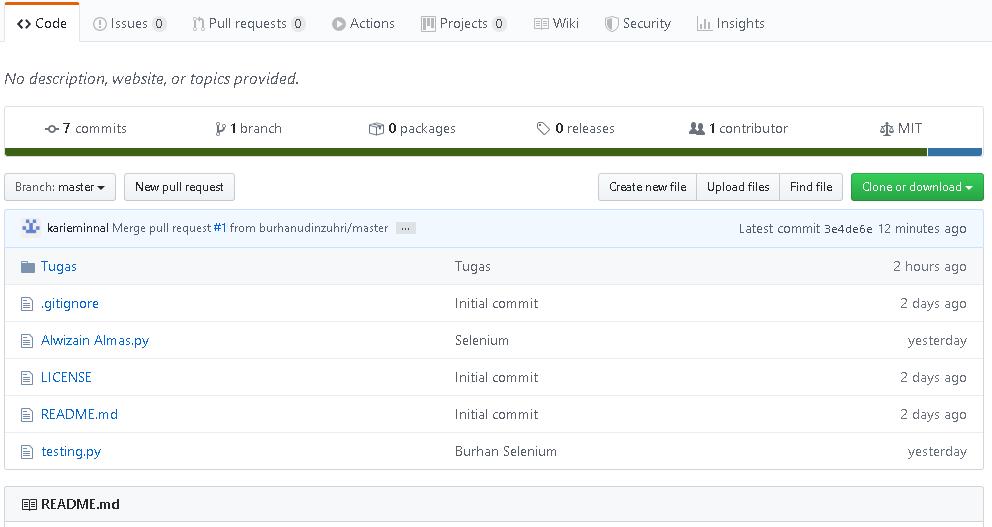 Code Issues 0 Pull requests 0 Actions Projects 0 Wiki Security Insights
No description, website, or topics provided.
7 commits 1 branch 0 packages 0 releases 1 contributor MIT
Branch: master New pull request Create new file Upload files Find file Clone or download
karieminnal Merge pull request #1 from burhanudinzuhri/master ... Latest commit 3e4de6e 12 minutes ago
Tugas Tugas 2 hours ago
.gitignore Initial commit 2 days ago
Alwizain Almas.py Selenium yesterday
LICENSE Initial commit 2 days ago
README.md Initial commit 2 days ago
testing.py Burhan Selenium yesterday
README.md